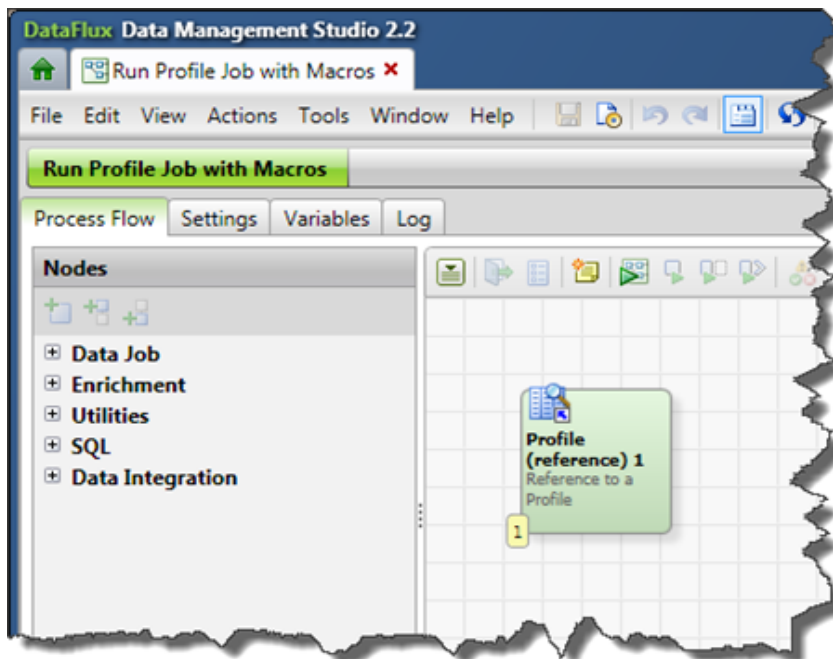 DataFlux Data Management Studio 2.2
Run Profile Job with Macros
File Edit View Actions Tools Window Help
Run Profile Job with Macros
Process Flow Settings Variables Log
Nodes
Data Job
Enrichment
Utilities
SQL
Data Integration
Profile
(reference) 1
Reference to a
Profile
1